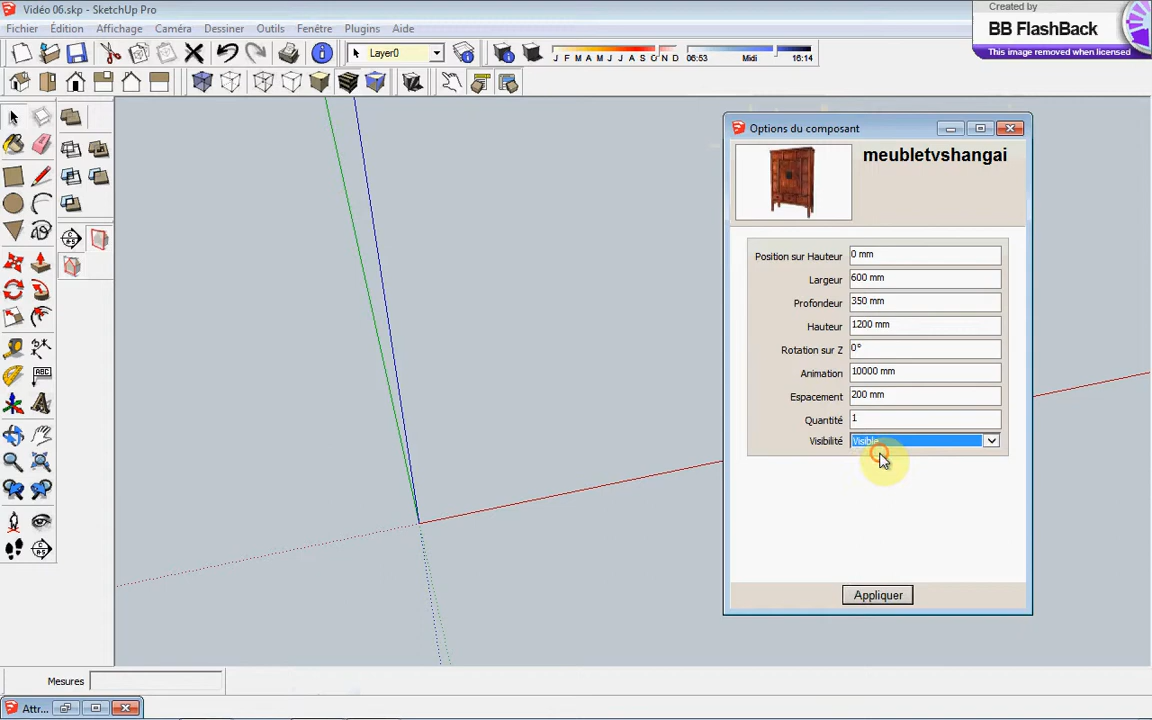 Vidéo 06.skp - SketchUp Pro
Created by
BB FlashBack
This image removed when licensed
Fichier Édition Affichage Caméra Dessiner Outils Fenêtre Plugins Aide
Layer0
J F M A M J J A S O N D
06:53 Midi 16:14
Options du composant
meubletvshangai
Position sur Hauteur 0 mm
Largeur 600 mm
Profondeur 350 mm
Hauteur 1200 mm
Rotation sur Z 0°
Animation 10000 mm
Espacement 200 mm
Quantité 1
Visibilité Visible
Appliquer
ABC
Mesures
Attr...